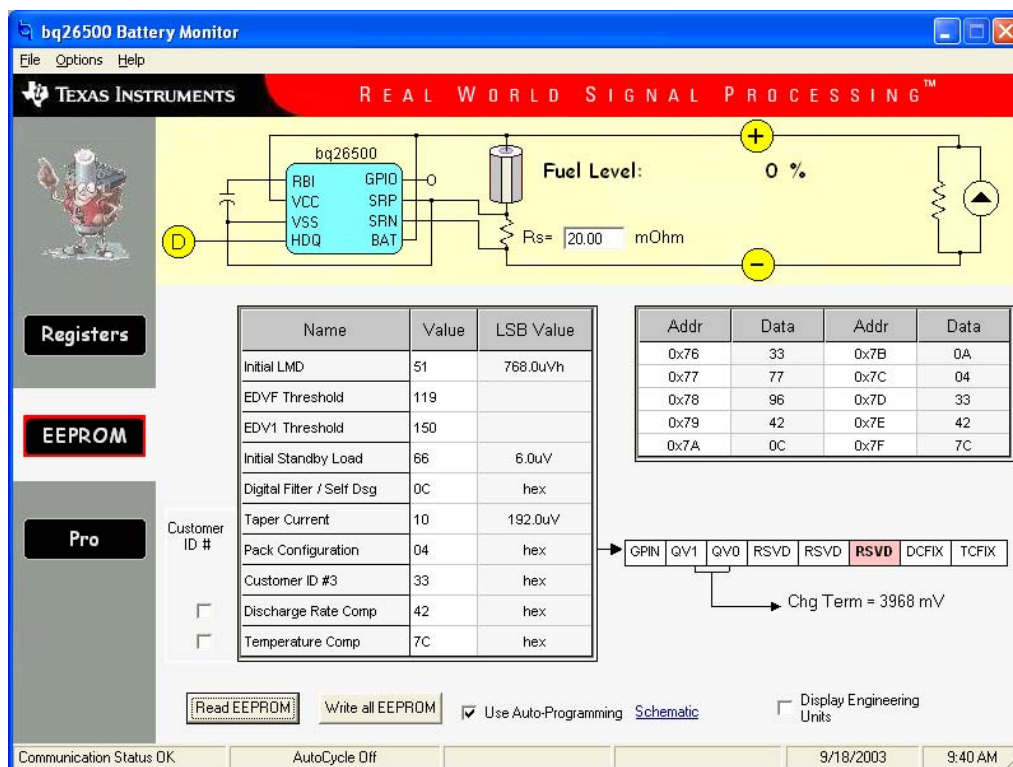 bq26500 Battery Monitor
File Options Help
TEXAS INSTRUMENTS REAL WORLD SIGNAL PROCESSING™
bq26500
RBI GPIO
VCC SRP
VSS SRN
HDQ BAT
D
+
Fuel Level: 0 %
Rs= 20.00 mOhm
−
Registers
EEPROM
Pro
Customer
ID #
Name Value LSB Value
Initial LMD 51 768.0uVh
EDVF Threshold 119
EDV1 Threshold 150
Initial Standby Load 66 6.0uV
Digital Filter / Self Dsg 0C hex
Taper Current 10 192.0uV
Pack Configuration 04 hex
Customer ID #3 33 hex
Discharge Rate Comp 42 hex
Temperature Comp 7C hex
Addr Data Addr Data
0x76 33 0x7B 0A
0x77 77 0x7C 04
0x78 96 0x7D 33
0x79 42 0x7E 42
0x7A 0C 0x7F 7C
GPIN QV1 QV0 RSVD RSVD RSVD DCFIX TCFIX
Chg Term = 3968 mV
Read EEPROM Write all EEPROM Use Auto-Programming Schematic
Display Engineering
Units
Communication Status OK AutoCycle Off 9/18/2003 9:40 AM